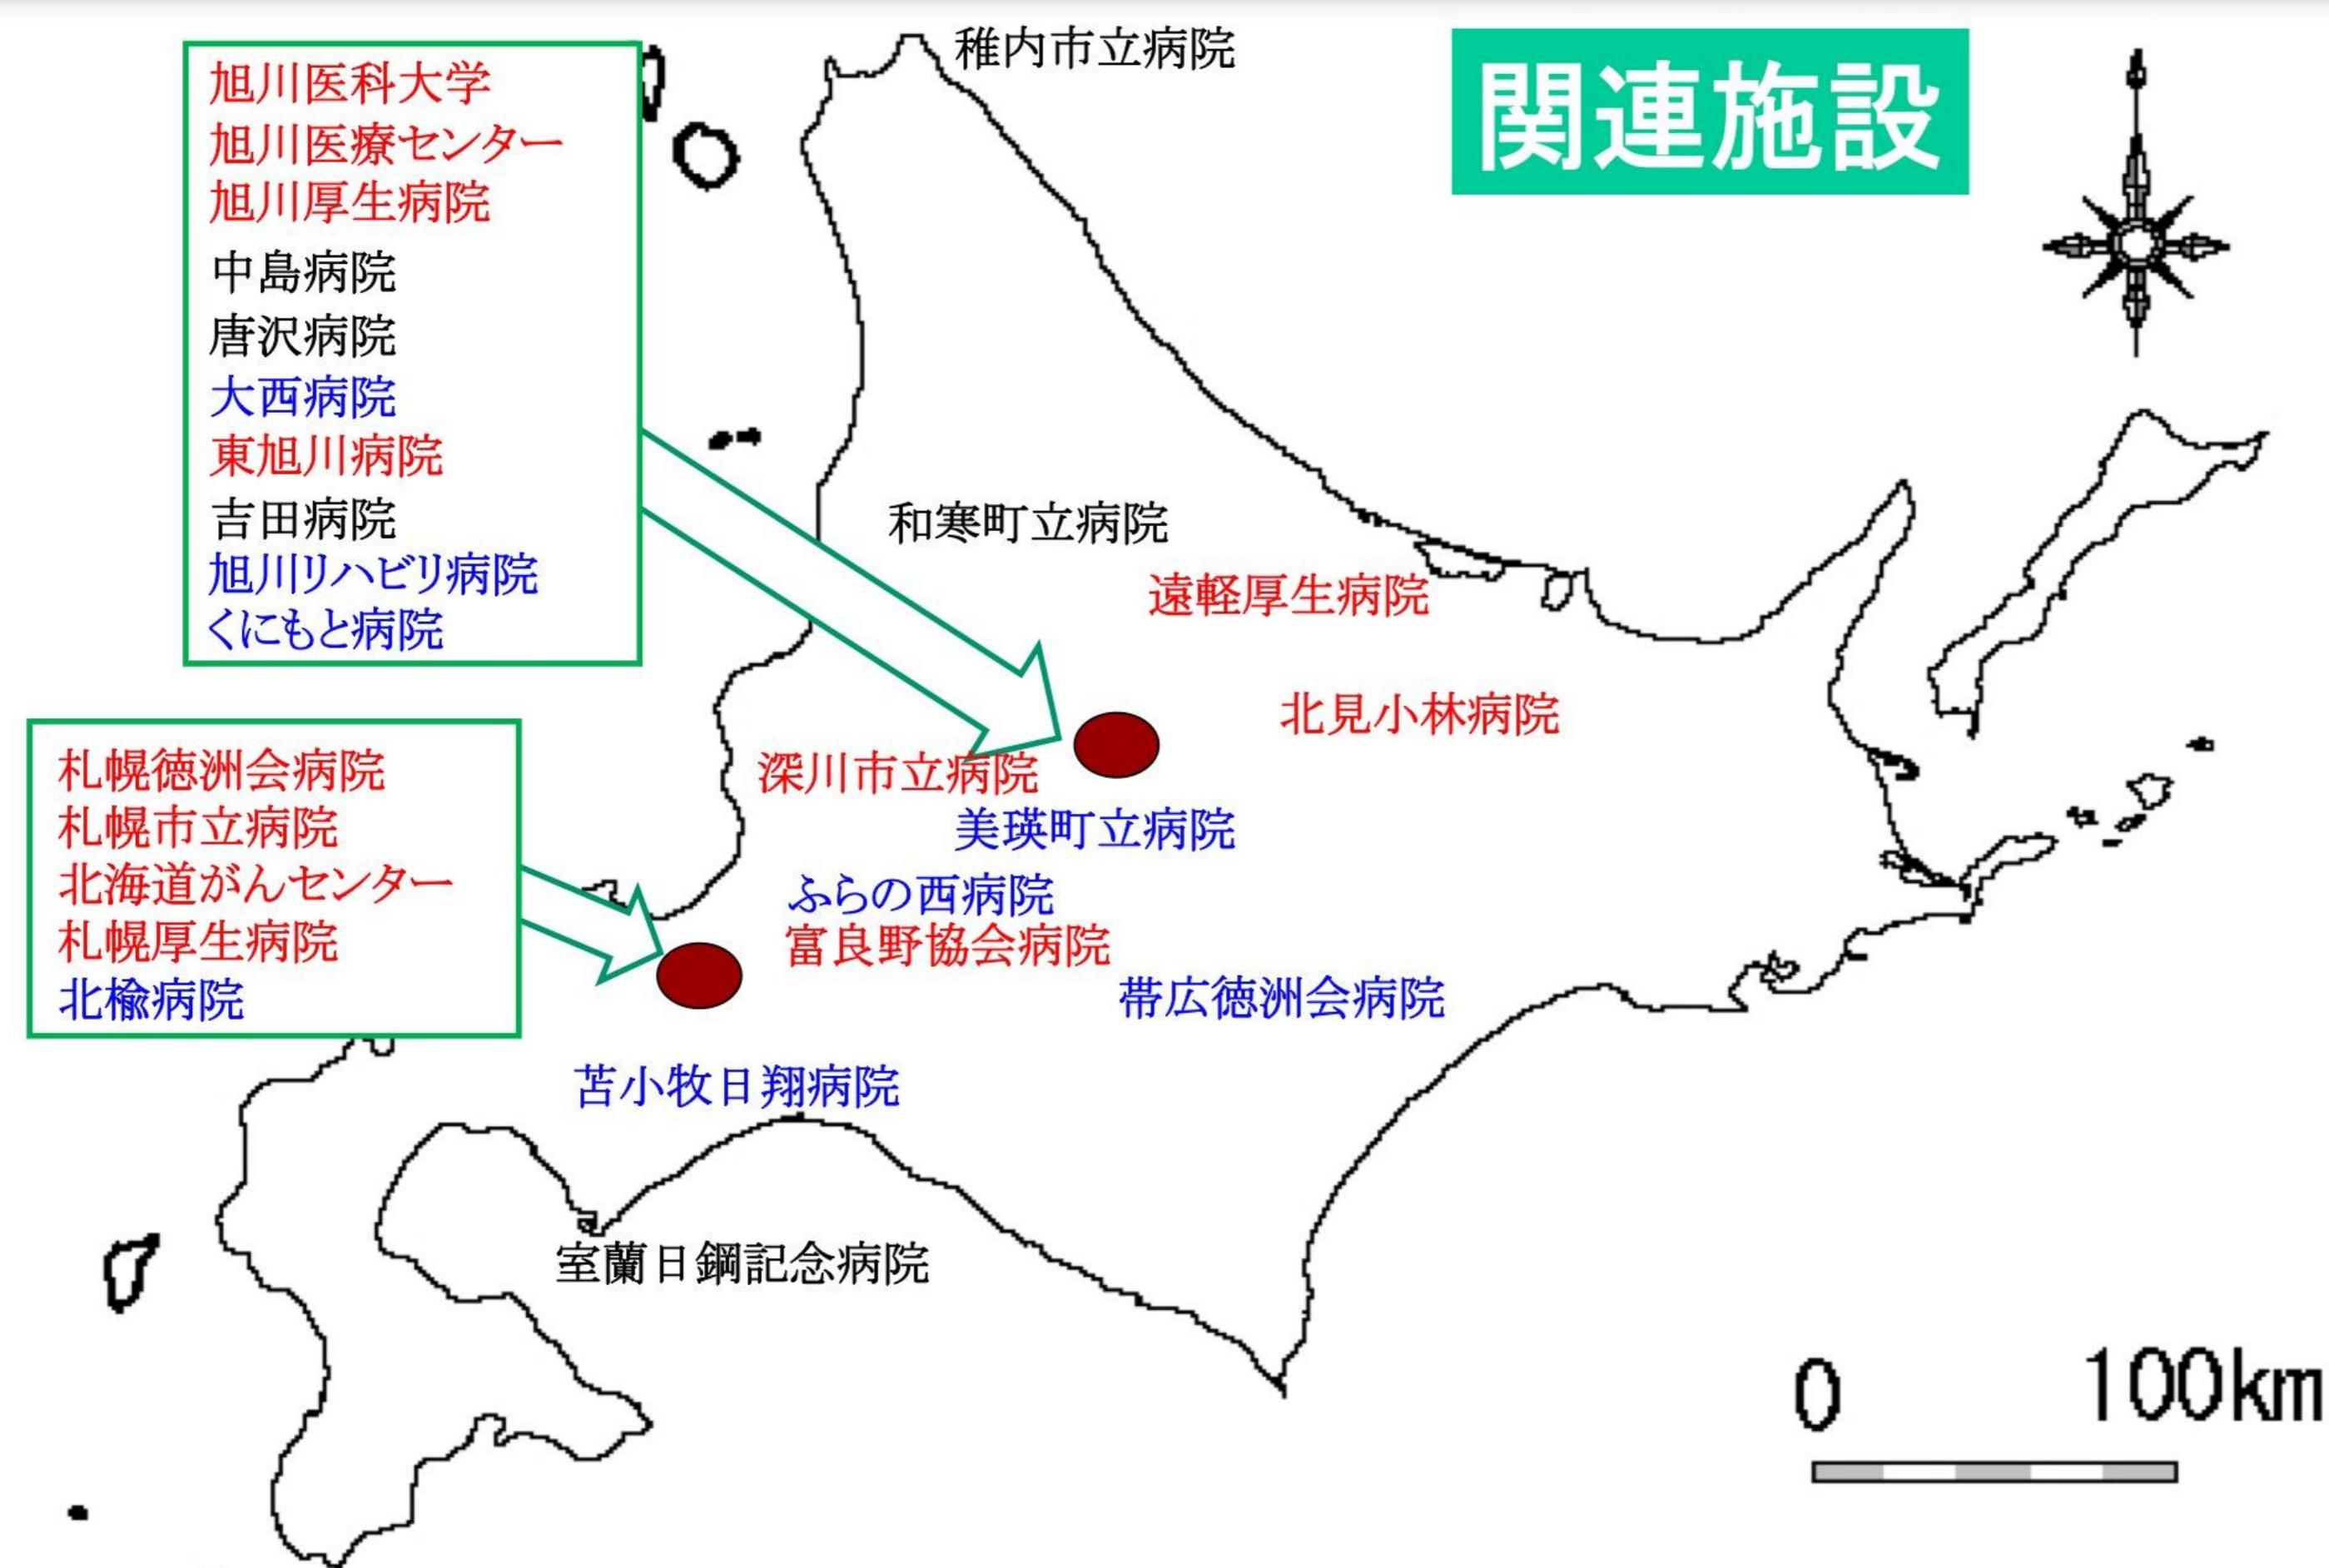 稚内市立病院
関連施設
旭川医科大学
旭川医療センター
旭川厚生病院
中島病院
唐沢病院
大西病院
東旭川病院
吉田病院
旭川リハビリ病院
くにもと病院
和寒町立病院
遠軽厚生病院
北見小林病院
深川市立病院
美瑛町立病院
ふらの西病院
富良野協会病院
帯広徳洲会病院
札幌徳洲会病院
札幌市立病院
北海道がんセンター
札幌厚生病院
北楡病院
苫小牧日翔病院
室蘭日鋼記念病院
0 100km